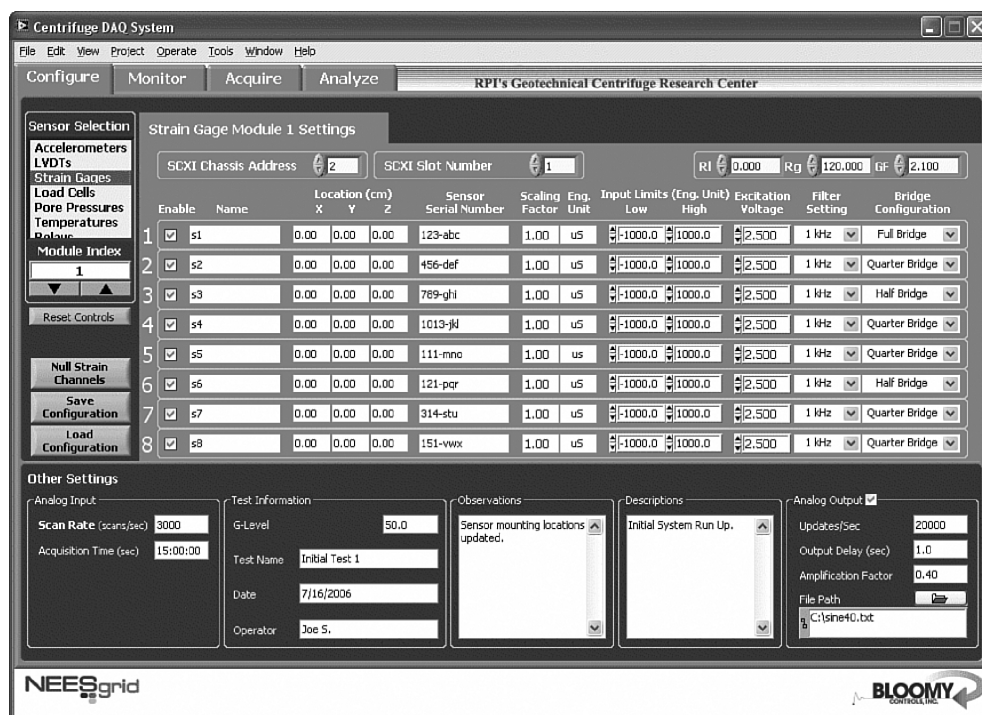 Centrifuge DAQ System
File Edit View Project Operate Tools Window Help
Configure Monitor Acquire Analyze RPI's Geotechnical Centrifuge Research Center
Sensor Selection
Accelerometers
LVDTs
Strain Gages
Load Cells
Pore Pressures
Temperatures
Relays
Module Index
1
Reset Controls
Null Strain
Channels
Save
Configuration
Load
Configuration
Strain Gage Module 1 Settings
SCXI Chassis Address 2 SCXI Slot Number 1 Rl 0.000 Rg 120.000 GF 2.100
Enable Name Location (cm) X Y Z Sensor Serial Number Scaling Factor Eng. Unit Input Limits (Eng. Unit) Low High Excitation Voltage Filter Setting Bridge Configuration
1 s1 0.00 0.00 0.00 123-abc 1.00 uS -1000.0 1000.0 2.500 1 kHz Full Bridge
2 s2 0.00 0.00 0.00 456-def 1.00 uS -1000.0 1000.0 2.500 1 kHz Quarter Bridge
3 s3 0.00 0.00 0.00 789-ghi 1.00 uS -1000.0 1000.0 2.500 1 kHz Half Bridge
4 s4 0.00 0.00 0.00 1013-jkl 1.00 uS -1000.0 1000.0 2.500 1 kHz Quarter Bridge
5 s5 0.00 0.00 0.00 111-mno 1.00 us -1000.0 1000.0 2.500 1 kHz Quarter Bridge
6 s6 0.00 0.00 0.00 121-pqr 1.00 uS -1000.0 1000.0 2.500 1 kHz Half Bridge
7 s7 0.00 0.00 0.00 314-stu 1.00 uS -1000.0 1000.0 2.500 1 kHz Quarter Bridge
8 s8 0.00 0.00 0.00 151-vwx 1.00 uS -1000.0 1000.0 2.500 1 kHz Quarter Bridge
Other Settings
Analog Input
Scan Rate (scans/sec) 3000
Acquisition Time (sec) 15:00:00
Test Information
G-Level 50.0
Test Name Initial Test 1
Date 7/16/2006
Operator Joe S.
Observations
Sensor mounting locations
updated.
Descriptions
Initial System Run Up.
Analog Output
Updates/Sec 20000
Output Delay (sec) 1.0
Amplification Factor 0.40
File Path
C:\sine40.txt
NEESgrid
BLOOMY
CONTROLS, INC.